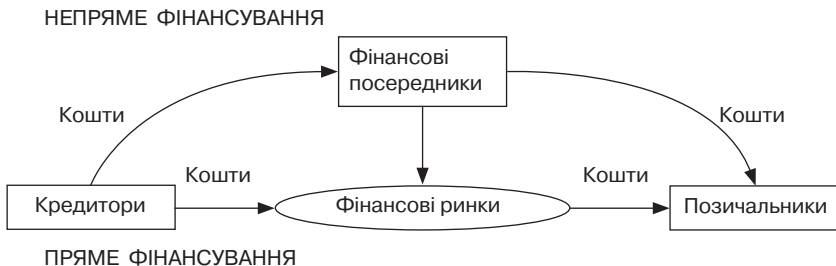 НЕПРЯМЕ ФІНАНСУВАННЯ
Фінансові
посередники
Кошти
Кошти
Кошти
Кошти
Кредитори
Фінансові ринки
Позичальники
ПРЯМЕ ФІНАНСУВАННЯ